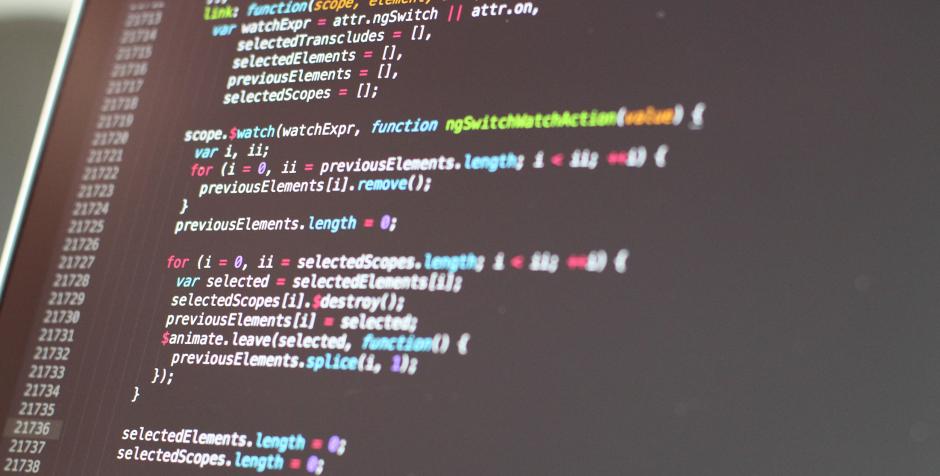 21713 link: function(scope, element,
21714 var watchExpr = attr.ngSwitch || attr.on,
21715 selectedTranscludes = [],
21716 selectedElements = [],
21717 previousElements = [],
21718 selectedScopes = [];
21719
21720 scope.$watch(watchExpr, function ngSwitchWatchAction(value) {
21721 var i, ii;
21722 for (i = 0, ii = previousElements.length; i < ii; ++i) {
21723 previousElements[i].remove();
21724 }
21725 previousElements.length = 0;
21726
21727 for (i = 0, ii = selectedScopes.length; i < ii; ++i) {
21728 var selected = selectedElements[i];
21729 selectedScopes[i].$destroy();
21730 previousElements[i] = selected;
21731 $animate.leave(selected, function() {
21732 previousElements.splice(i, 1);
21733 });
21734 }
21735
21736 selectedElements.length = 0;
21737 selectedScopes.length = 0;
21738